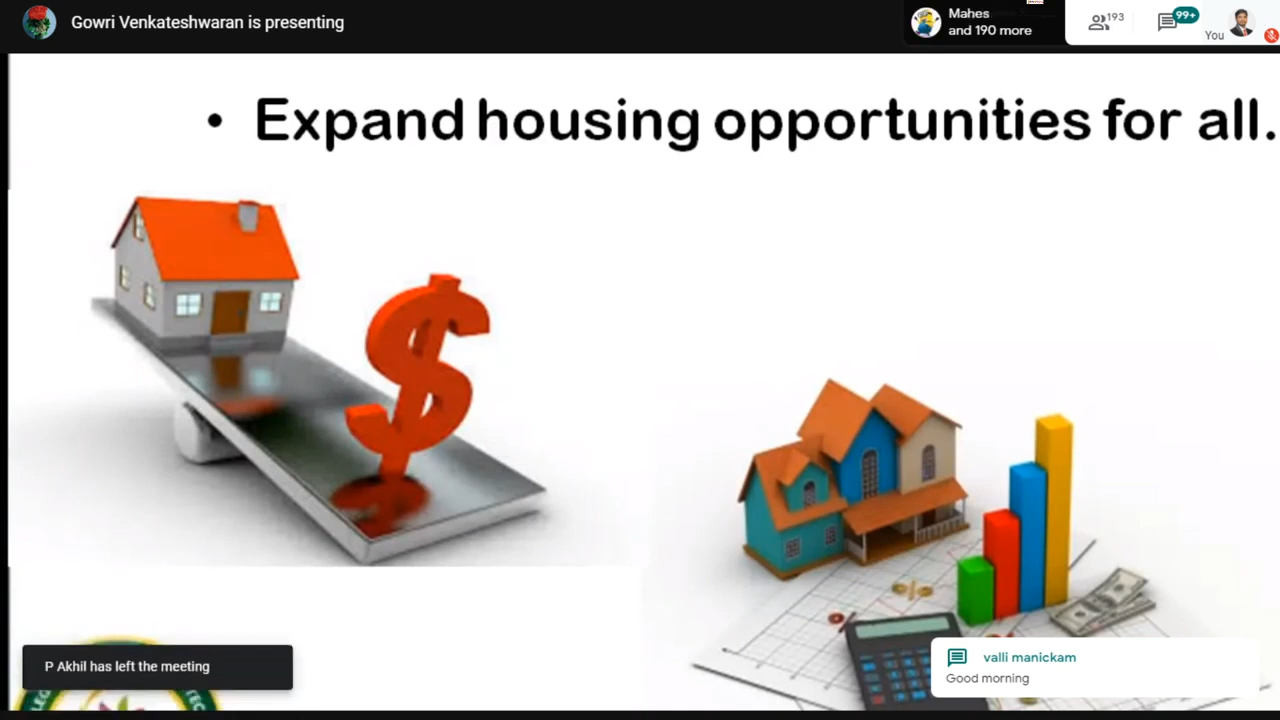 Gowri Venkateshwaran is presenting
Mahes
and 190 more
193
99+
You
• Expand housing opportunities for all.
$
P Akhil has left the meeting
valli manickam
Good morning